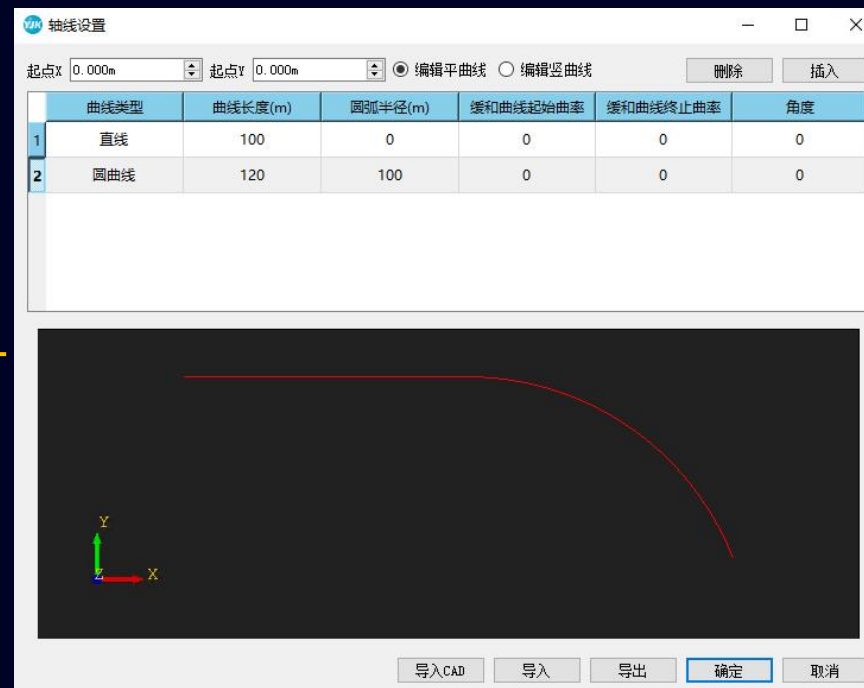 YJK 轴线设置
起点X 0.000m 起点Y 0.000m 编辑平曲线 编辑竖曲线 删除 插入
曲线类型 曲线长度(m) 圆弧半径(m) 缓和曲线起始曲率 缓和曲线终止曲率 角度
1 直线 100 0 0 0 0
2 圆曲线 120 100 0 0 0
Y
Z X
导入CAD 导入 导出 确定 取消